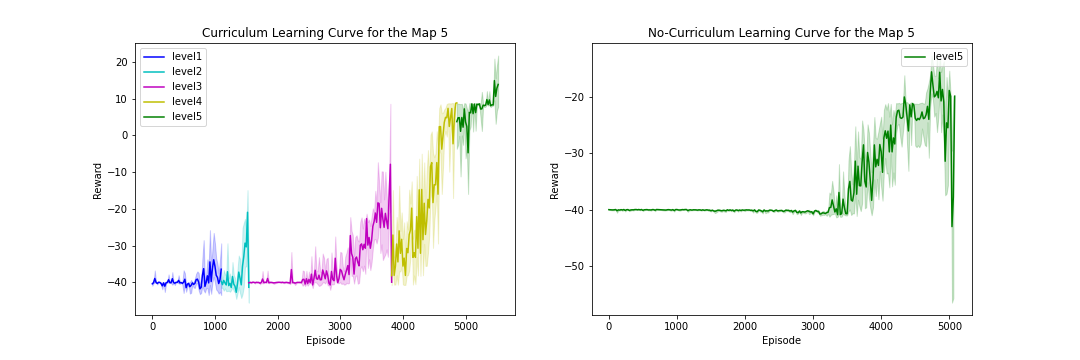 Curriculum Learning Curve for the Map 5
level1
level2
level3
level4
level5
20
10
0
−10
−20
−30
−40
Reward
0
1000
2000
3000
4000
5000
Episode
No-Curriculum Learning Curve for the Map 5
level5
−20
−30
−40
−50
Reward
0
1000
2000
3000
4000
5000
Episode